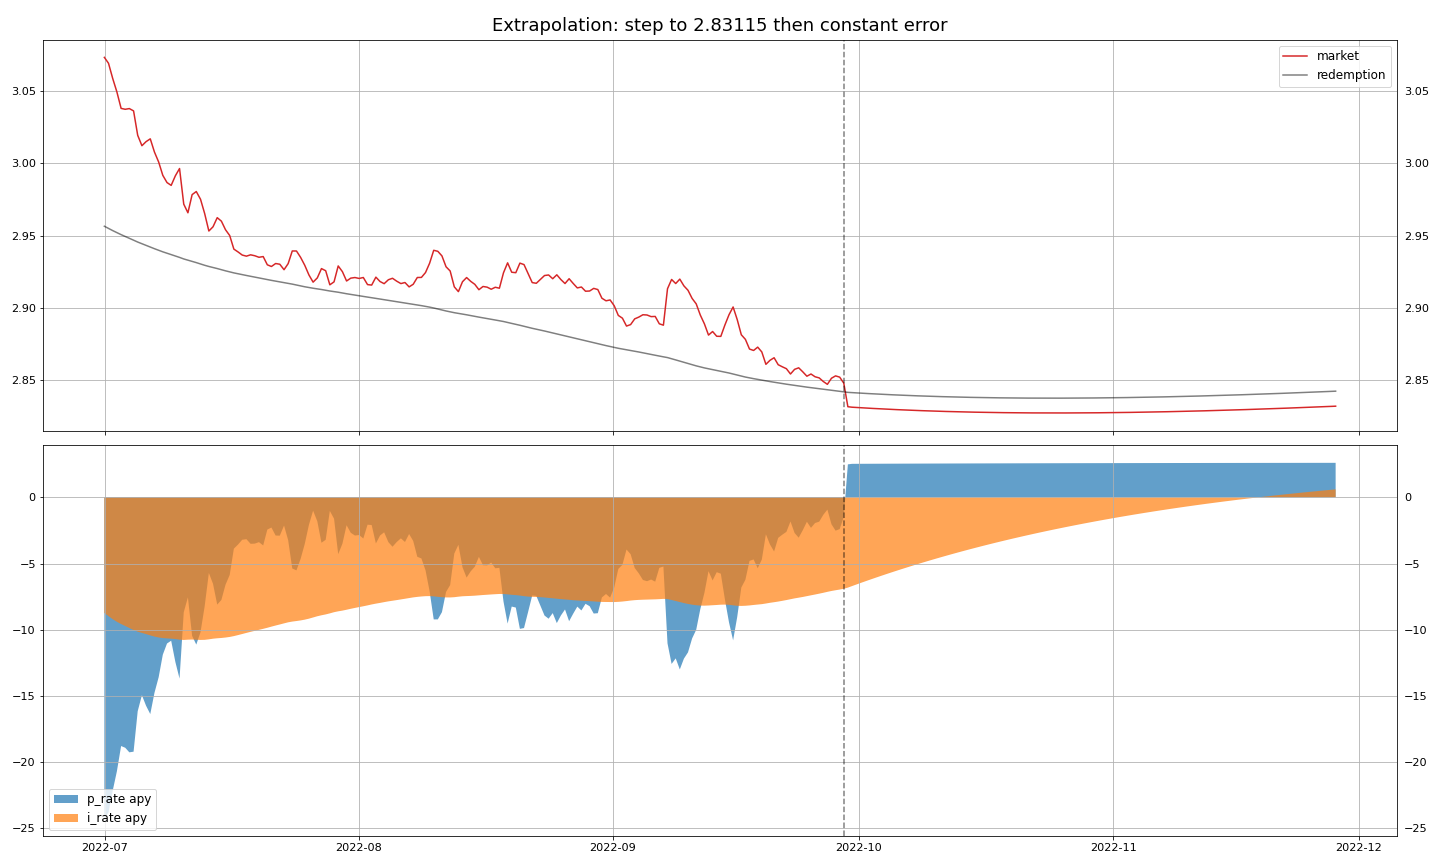 Extrapolation: step to 2.83115 then constant error
market
redemption
3.05 3.05
3.00 3.00
2.95 2.95
2.90 2.90
2.85 2.85
0 0
−5 −5
−10 −10
−15 −15
−20 −20
−25 −25
p_rate apy
i_rate apy
2022-07 2022-08 2022-09 2022-10 2022-11 2022-12